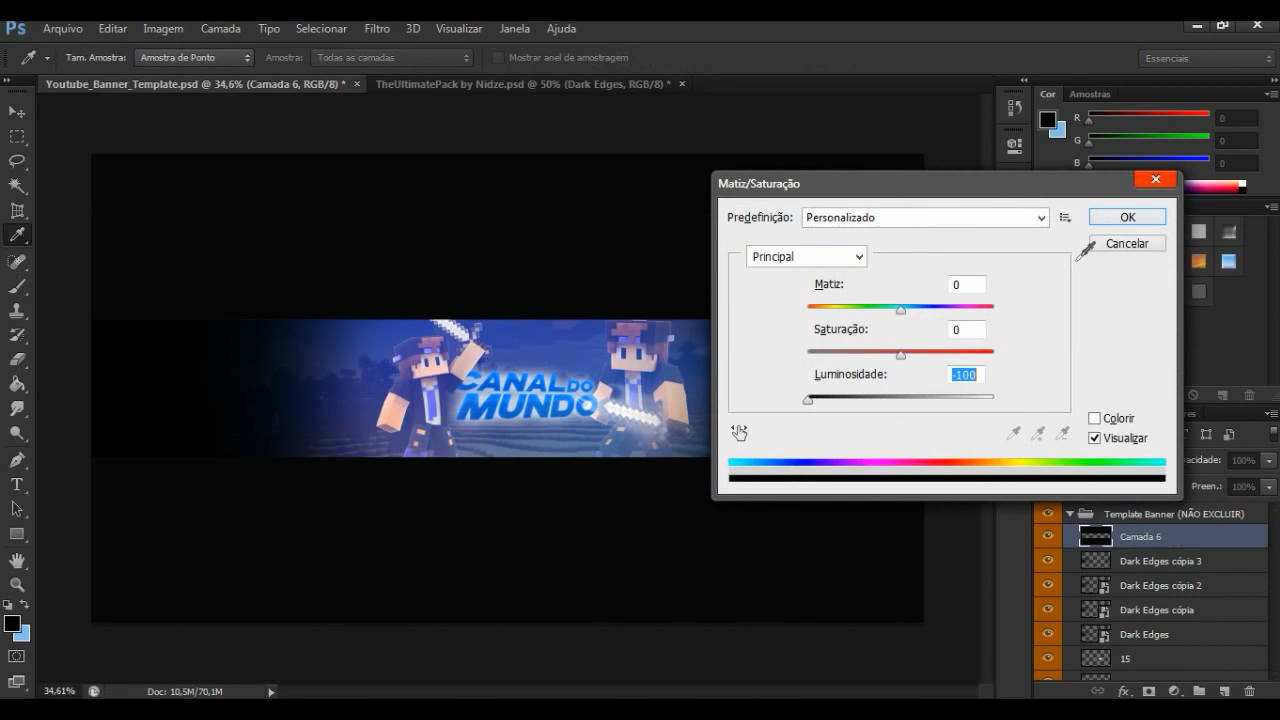 Ps Arquivo Editar Imagem Camada Tipo Selecionar Filtro 3D Visualizar Janela Ajuda
Tam. Amostra: Amostra de Ponto Amostra: Todas as camadas Mostrar anel de amostragem Essenciais
Youtube_Banner_Template.psd @ 34,6% (Camada 6, RGB/8) * × TheUltimatePack by Nidze.psd @ 50% (Dark Edges, RGB/8) * ×
Cor Amostras
R 0
G 0
B 0
Matiz/Saturação
Predefinição: Personalizado OK
Cancelar
Principal
Matiz: 0
Saturação: 0
Luminosidade: -100
Colorir
Visualizar
CANAL DO
MUNDO
100%
Preen.: 100%
Template Banner (NÃO EXCLUIR)
Camada 6
Dark Edges cópia 3
Dark Edges cópia 2
Dark Edges cópia
Dark Edges
15
34,61% Doc: 10,5M/70,1M